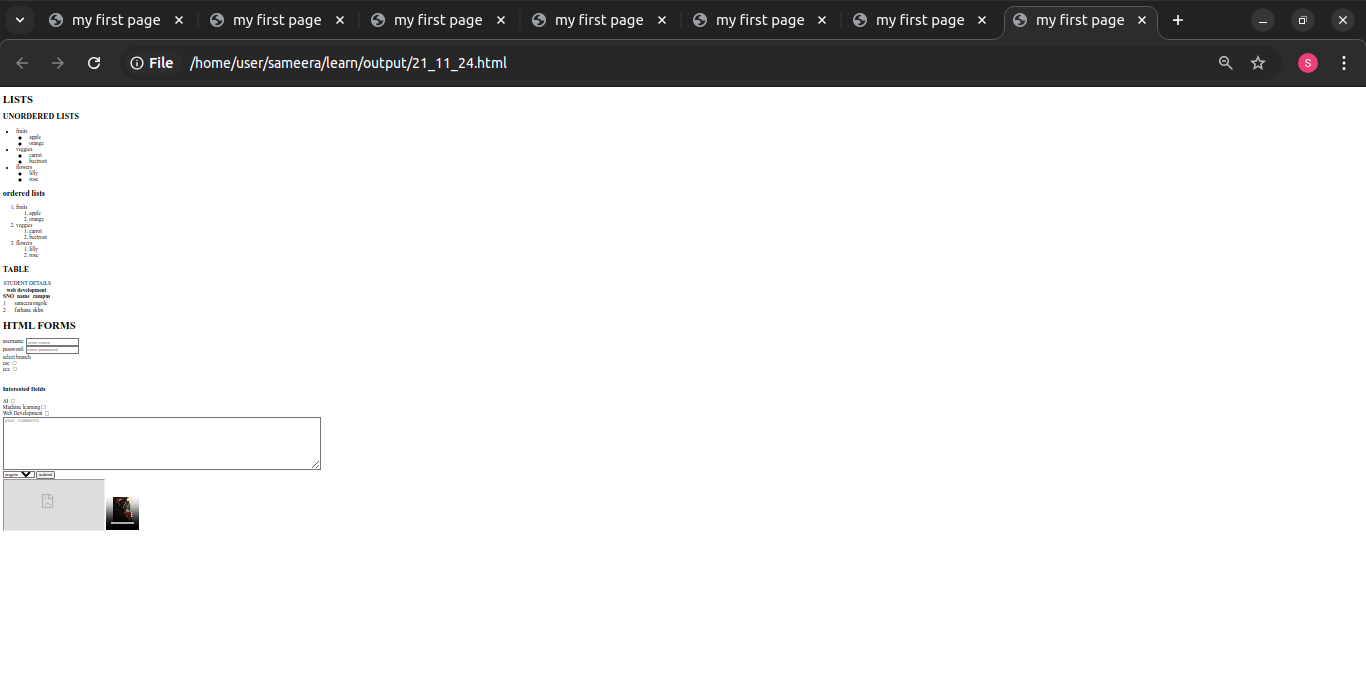 my first page my first page my first page my first page my first page my first page my first page
File /home/user/sameera/learn/output/21_11_24.html S
LISTS
UNORDERED LISTS
fruits
apple
orange
veggies
carrot
beetroot
flowers
lilly
rose
ordered lists
1. fruits
1. apple
2. orange
2. veggies
1. carrot
2. beetroot
3. flowers
1. lilly
2. rose
TABLE
STUDENT DETAILS
web development
SNO name campus
1 sameera ongole
2 farhana sklm
HTML FORMS
username: enter name
password: enter password
select branch
cse
ece
Interested fields
AI
Machine learning
Web Development
your comments
ongole submit